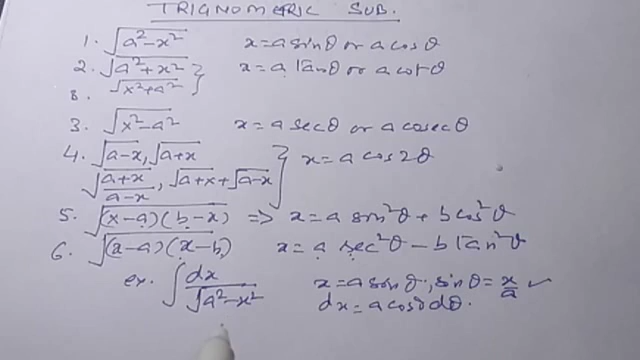 TRIGNOMETRIC SUB.
1. √(a²-x²) x=a sinθ or a cosθ
2. √(a²+x²) x=a Tanθ or a cotθ
√(x²+a²) }
3. √(x²-a²) x=a secθ or a cosecθ
4. √(a-x), √(a+x)
√((a+x)/(a-x)), √(a+x)+√(a-x) } x=a cos2θ
5. √((x-a)(b-x)) => x=a sin²θ+b cos²θ
6. √((x-a)(x-b)) x=a sec²θ-b Tan²θ
ex. ∫dx/√(a²-x²) x=a sinθ, sinθ=x/a ✓
dx=a cosθ dθ.